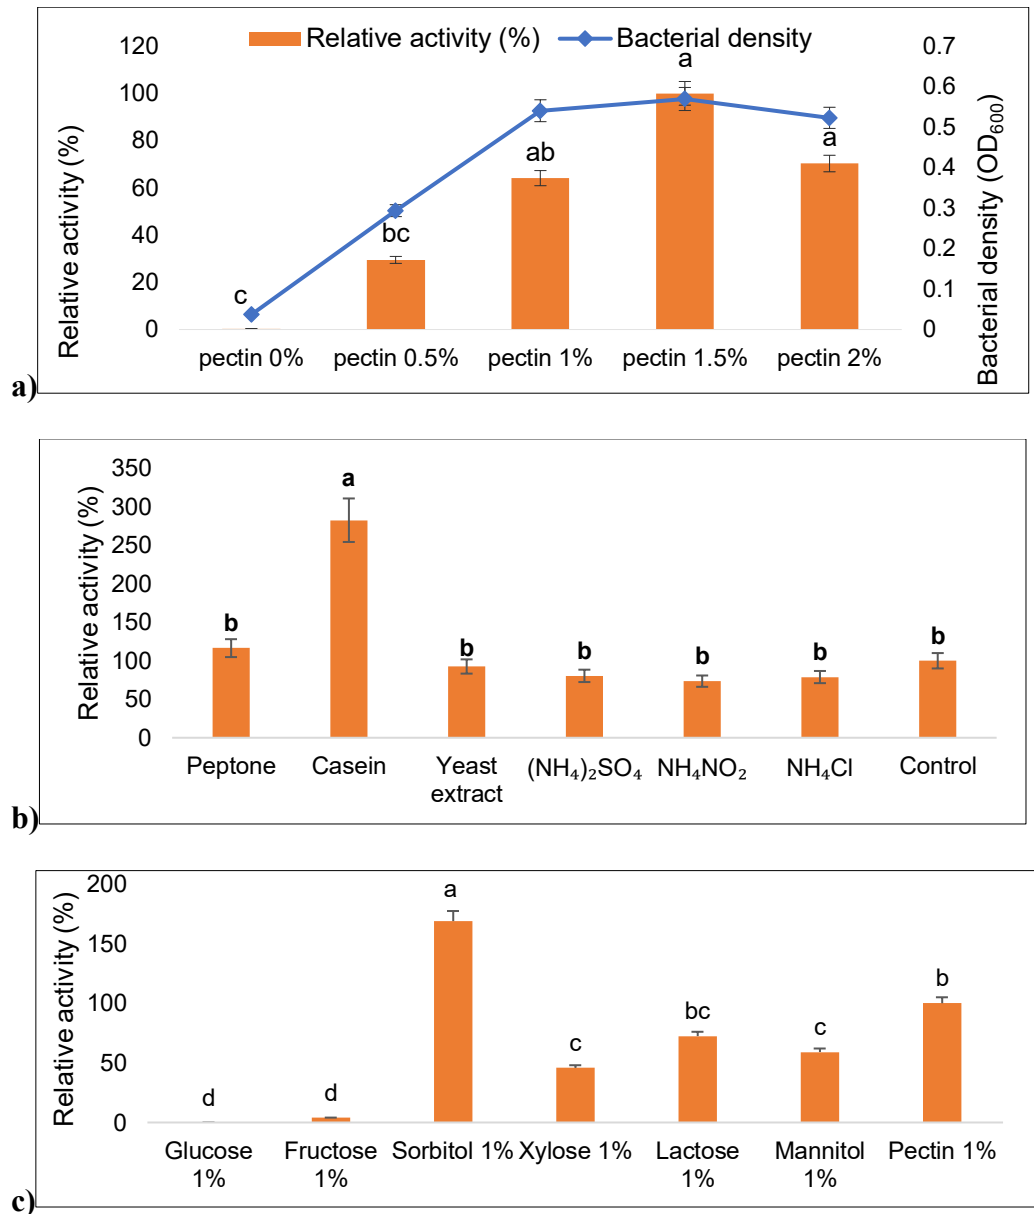 Relative activity (%) Bacterial density
Relative activity (%)
120
100
80
60
40
20
0
c
bc
ab
a
a
0.7
0.6
0.5
0.4
0.3
0.2
0.1
0
Bacterial density (OD600)
pectin 0% pectin 0.5% pectin 1% pectin 1.5% pectin 2%
a)
Relative activity (%)
350
300
250
200
150
100
50
0
b
a
b
b
b
b
b
Peptone Casein Yeast extract (NH₄)₂SO₄ NH₄NO₂ NH₄Cl Control
b)
Relative activity (%)
200
150
100
50
0
d
d
a
c
bc
c
b
Glucose 1% Fructose 1% Sorbitol 1% Xylose 1% Lactose 1% Mannitol 1% Pectin 1%
c)